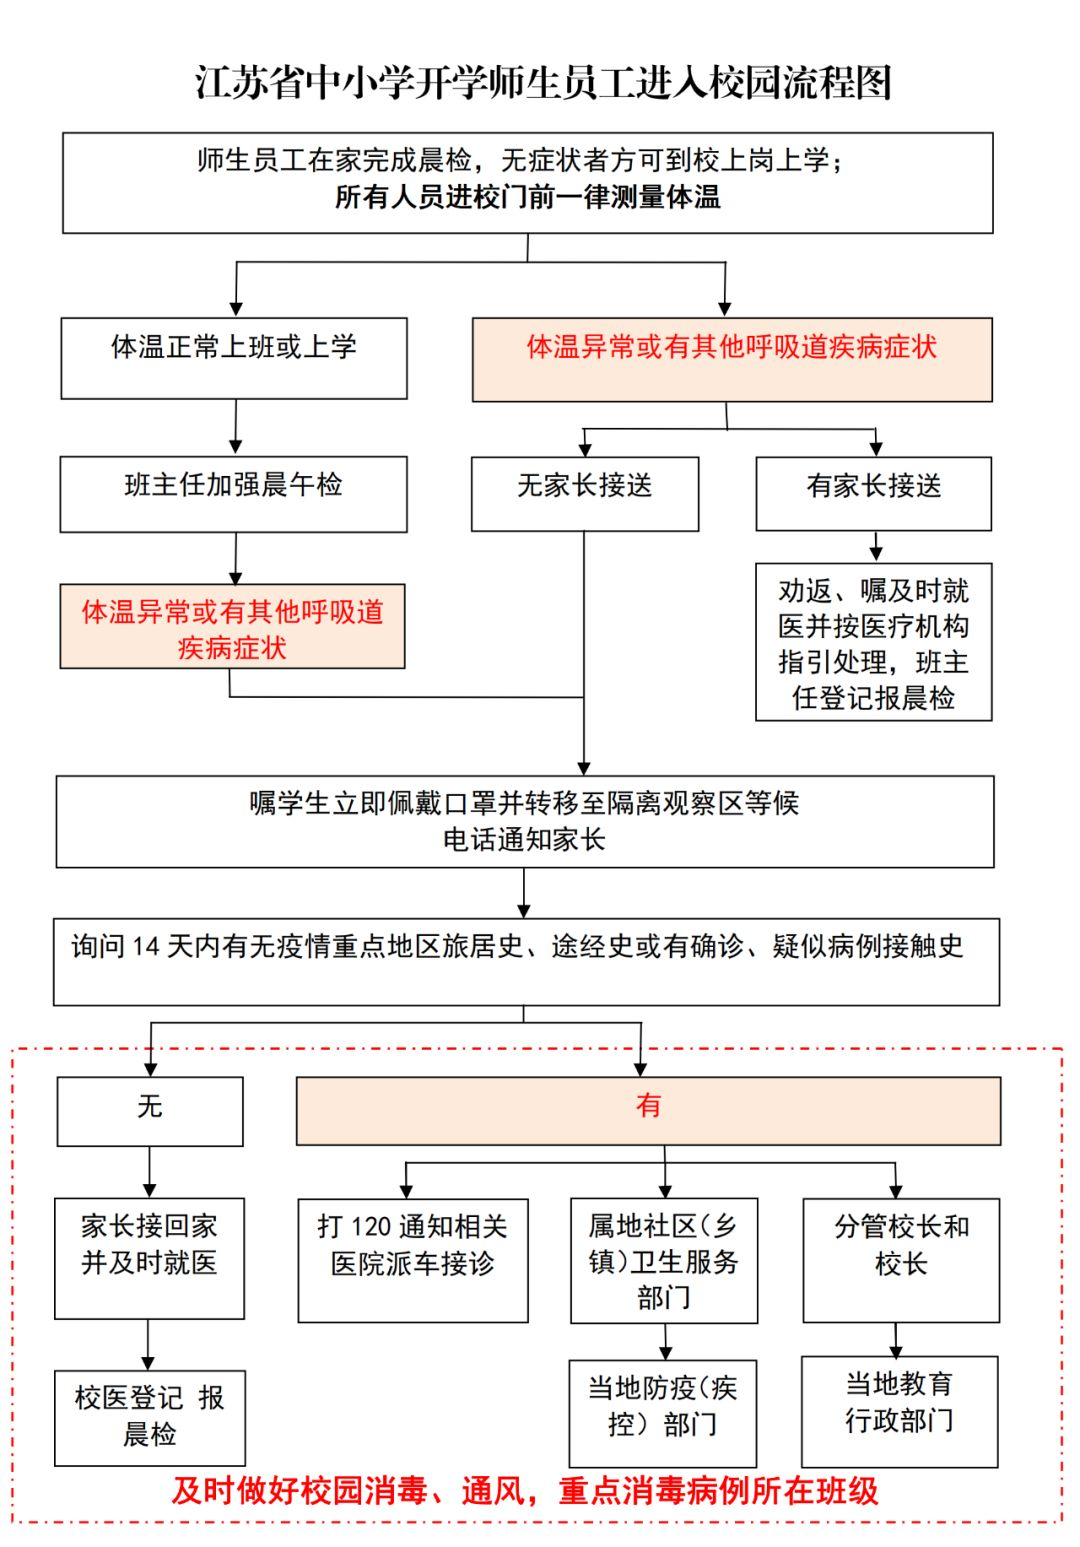 江苏省中小学开学师生员工进入校园流程图
师生员工在家完成晨检，无症状者方可到校上岗上学；
所有人员进校门前一律测量体温
体温正常上班或上学
体温异常或有其他呼吸道疾病症状
班主任加强晨午检
无家长接送
有家长接送
体温异常或有其他呼吸道
疾病症状
劝返、嘱及时就
医并按医疗机构
指引处理，班主
任登记报晨检
嘱学生立即佩戴口罩并转移至隔离观察区等候
电话通知家长
询问 14 天内有无疫情重点地区旅居史、途经史或有确诊、疑似病例接触史
无
有
家长接回家
并及时就医
打 120 通知相关
医院派车接诊
属地社区（乡
镇）卫生服务
部门
分管校长和
校长
校医登记 报
晨检
当地防疫（疾
控）部门
当地教育
行政部门
及时做好校园消毒、通风，重点消毒病例所在班级